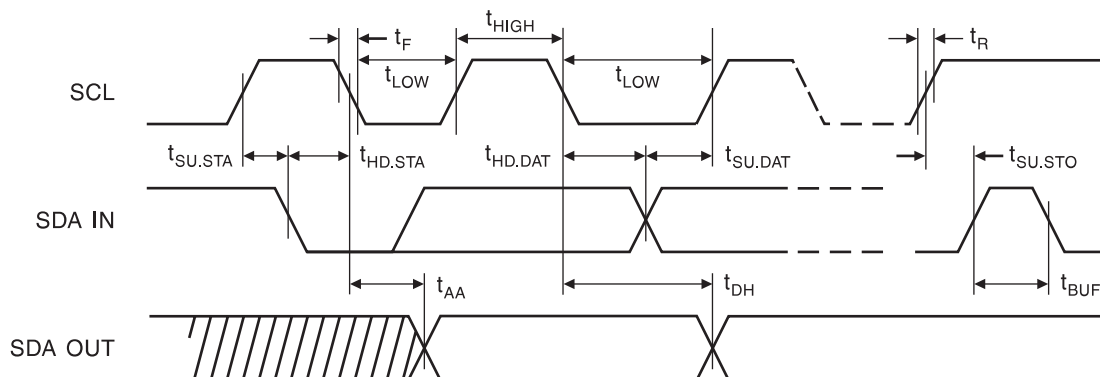 t_HIGH
t_F
t_R
t_LOW
t_LOW
SCL
t_SU.STA
t_HD.STA
t_HD.DAT
t_SU.DAT
t_SU.STO
SDA IN
t_AA
t_DH
t_BUF
SDA OUT